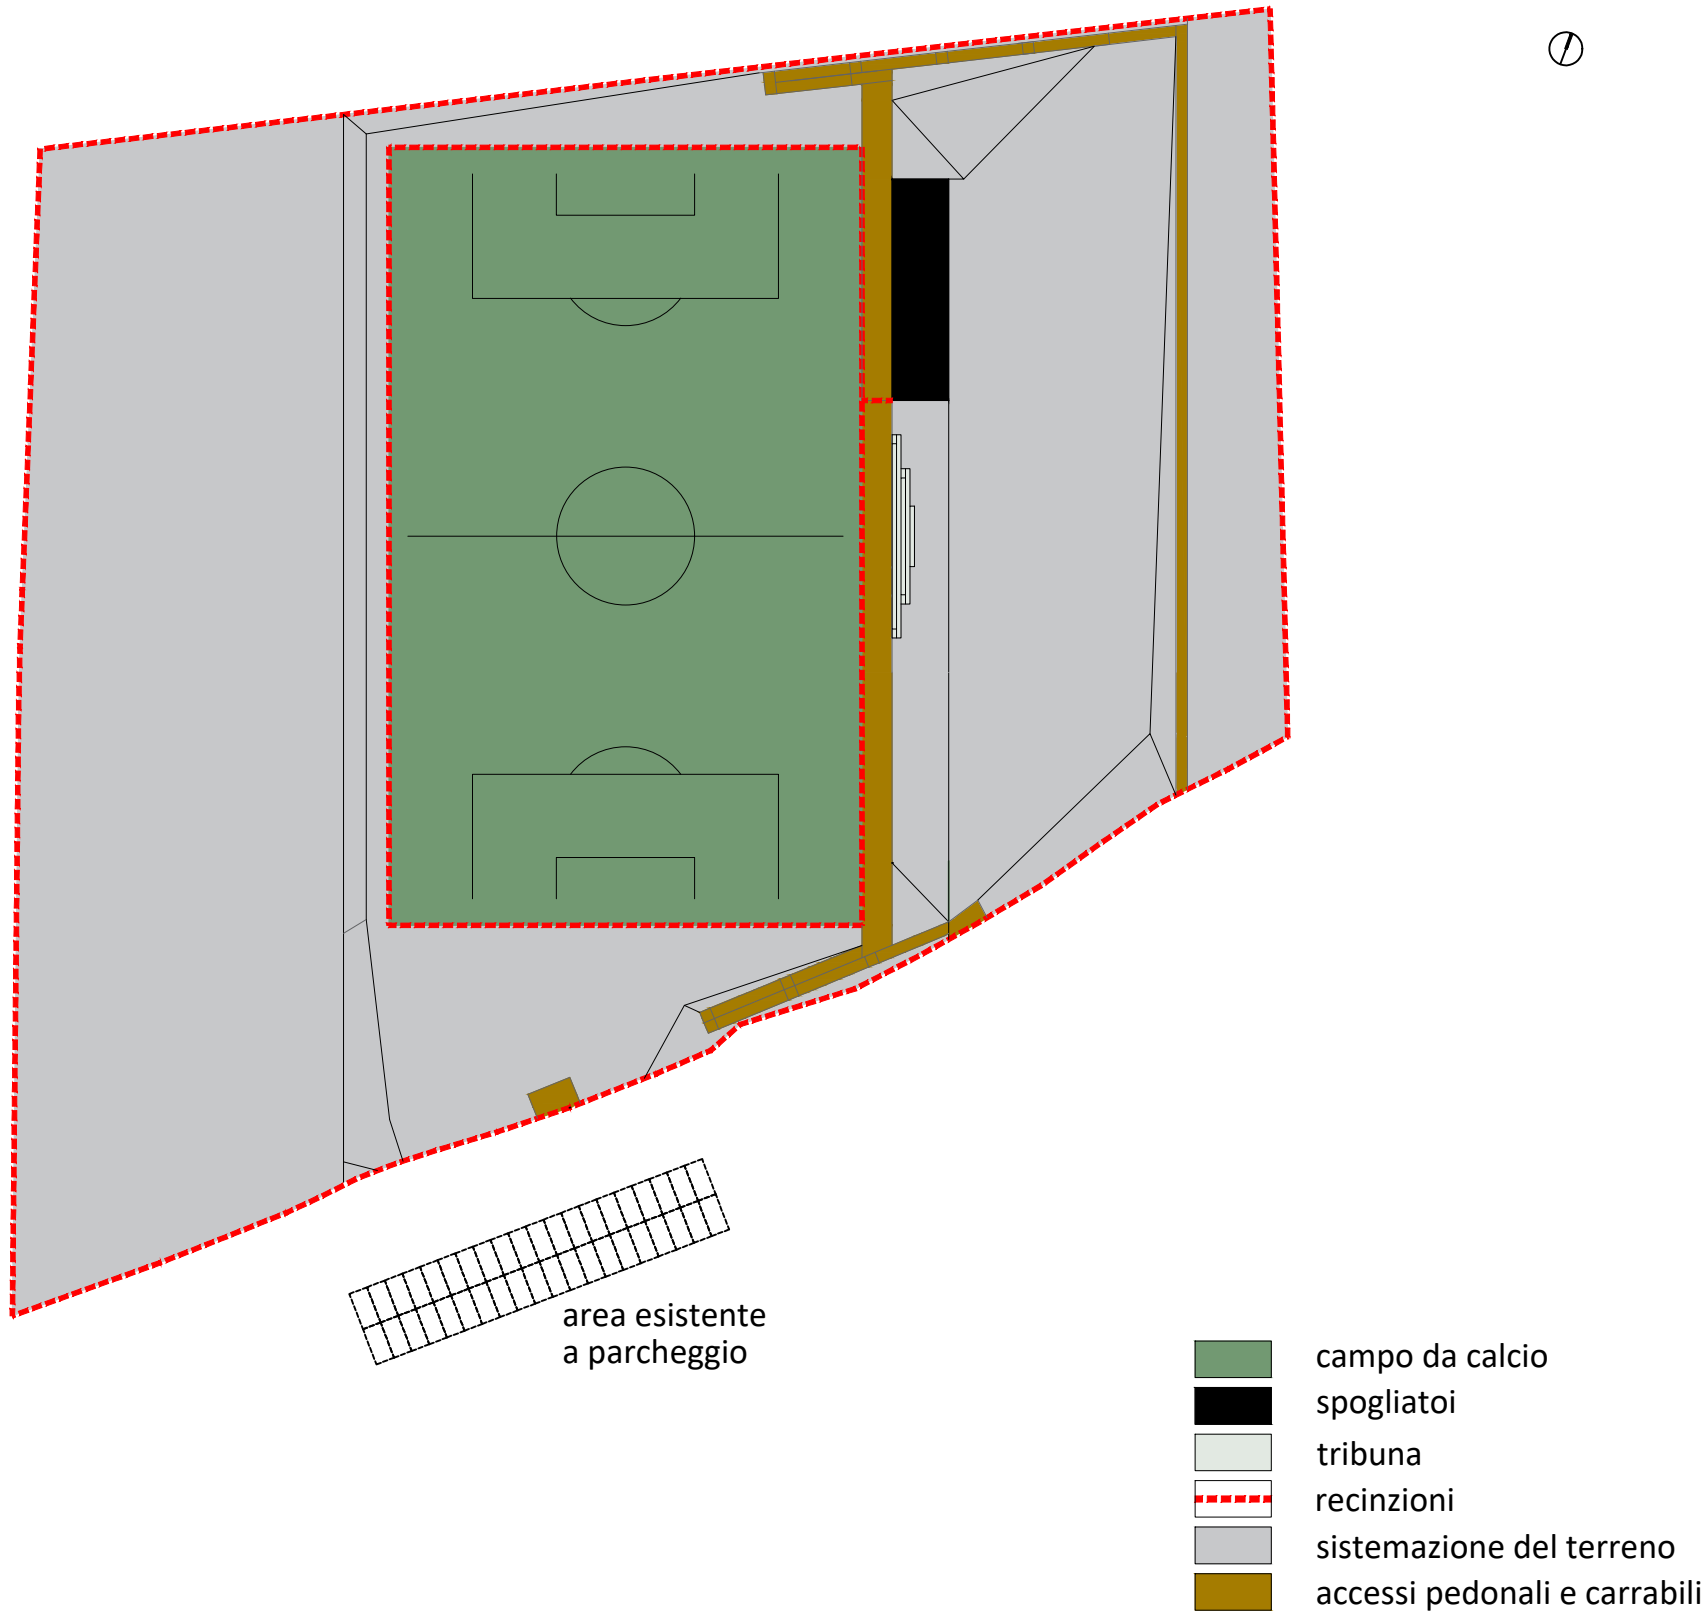 area esistente
a parcheggio
campo da calcio
spogliatoi
tribuna
recinzioni
sistemazione del terreno
accessi pedonali e carrabili